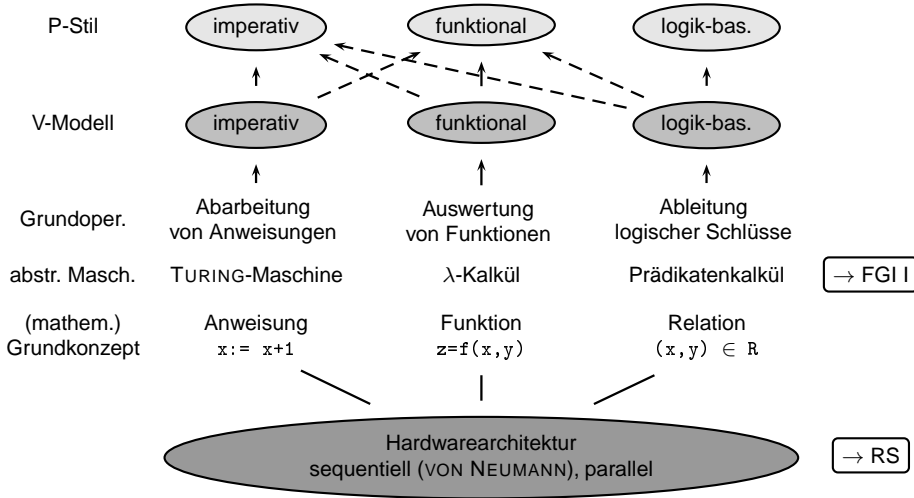 P-Stil imperativ funktional logik-bas.
V-Modell imperativ funktional logik-bas.
Grundoper. Abarbeitung Auswertung Ableitung
von Anweisungen von Funktionen logischer Schlüsse
abstr. Masch. TURING-Maschine λ-Kalkül Prädikatenkalkül → FGI I
(mathem.) Anweisung Funktion Relation
Grundkonzept x:= x+1 z=f(x,y) (x,y) ∈ R
Hardwarearchitektur
sequentiell (VON NEUMANN), parallel → RS